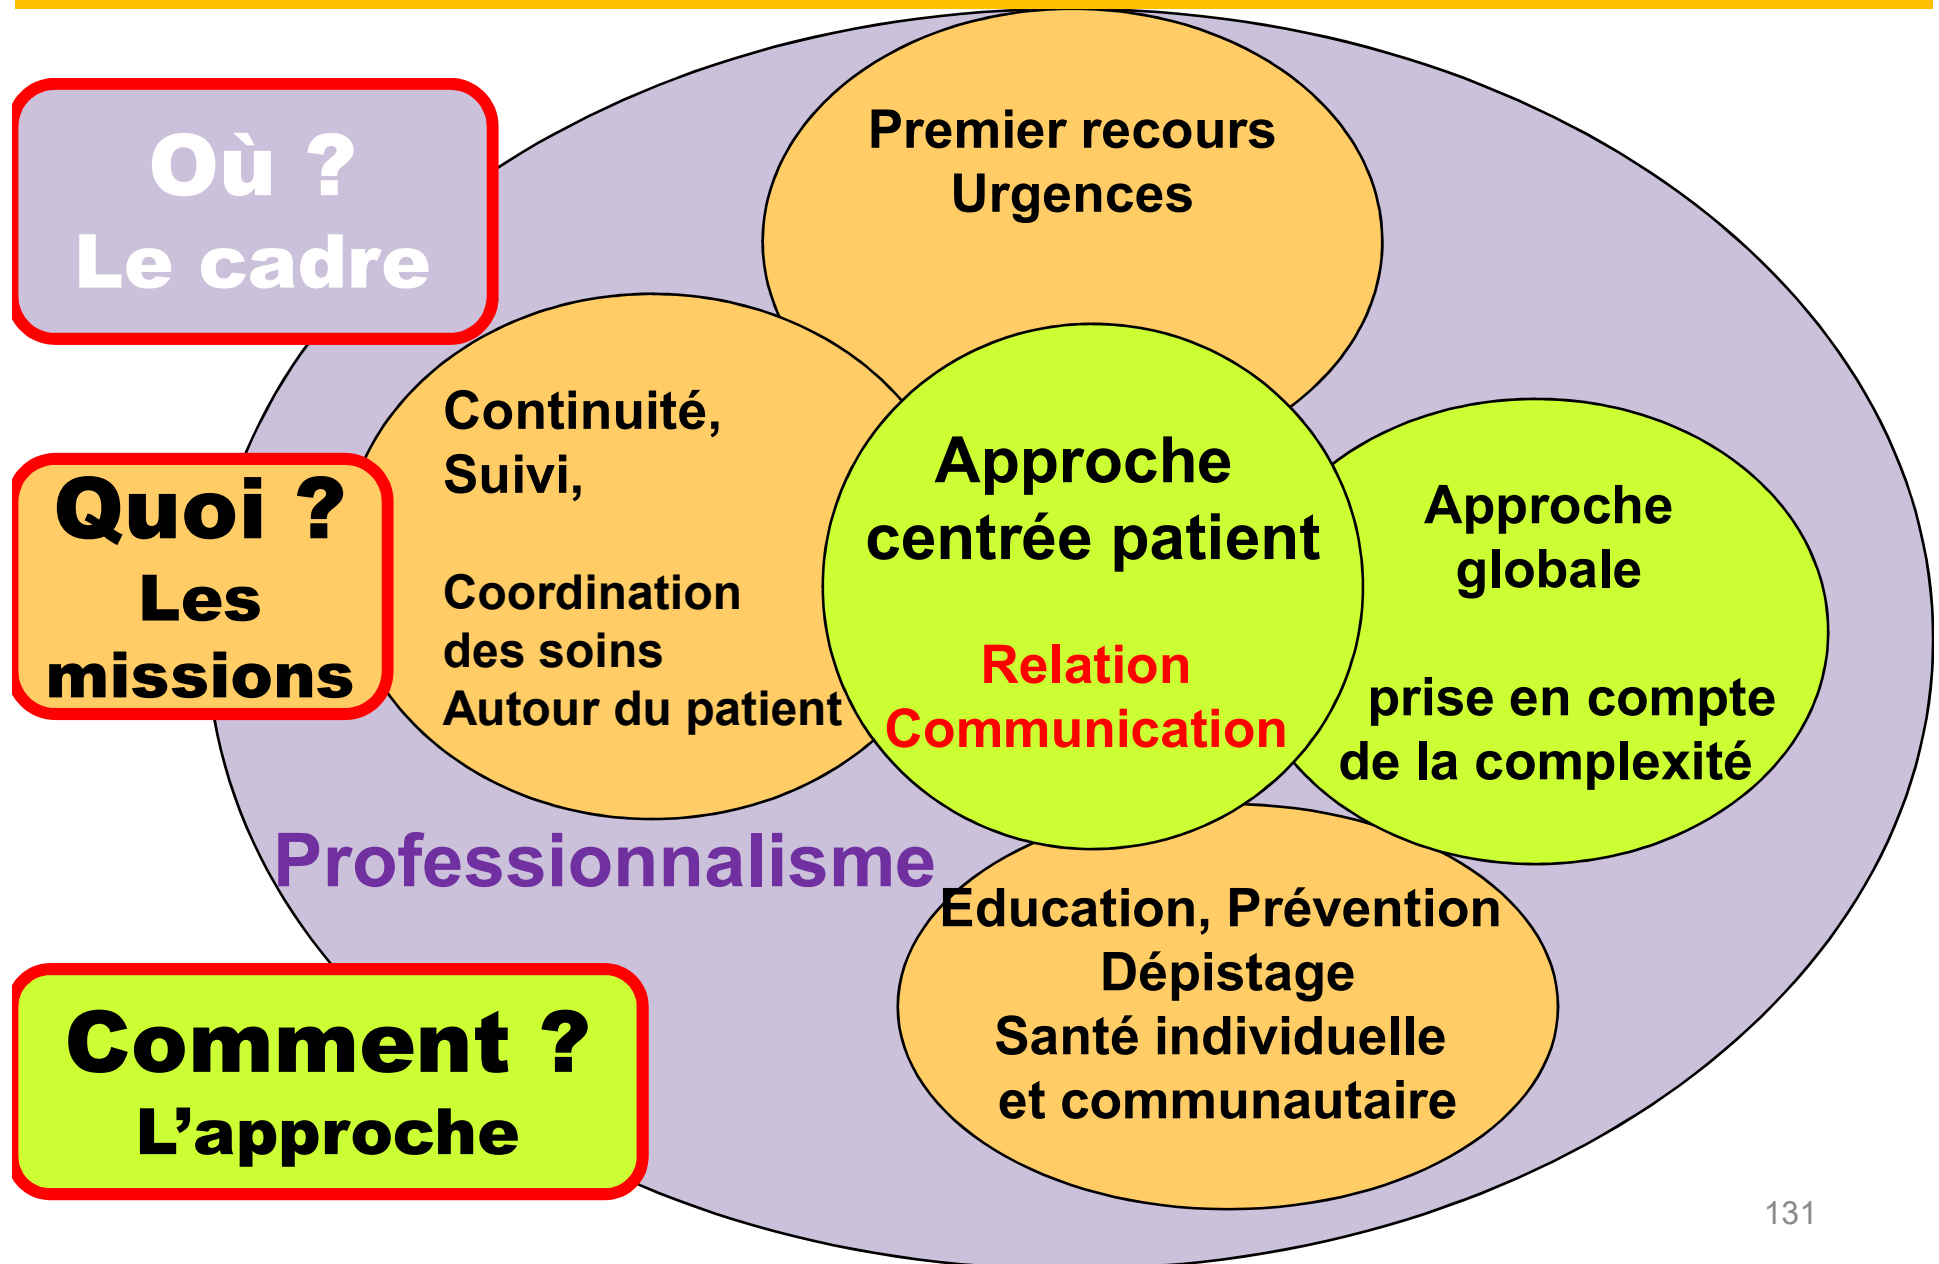 Où ?
Le cadre
Premier recours
Urgences
Continuité,
Suivi,
Coordination
des soins
Autour du patient
Approche
centrée patient
Relation
Communication
Approche
globale
prise en compte
de la complexité
Quoi ?
Les
missions
Professionnalisme
Education, Prévention
Dépistage
Santé individuelle
et communautaire
Comment ?
L’approche
131